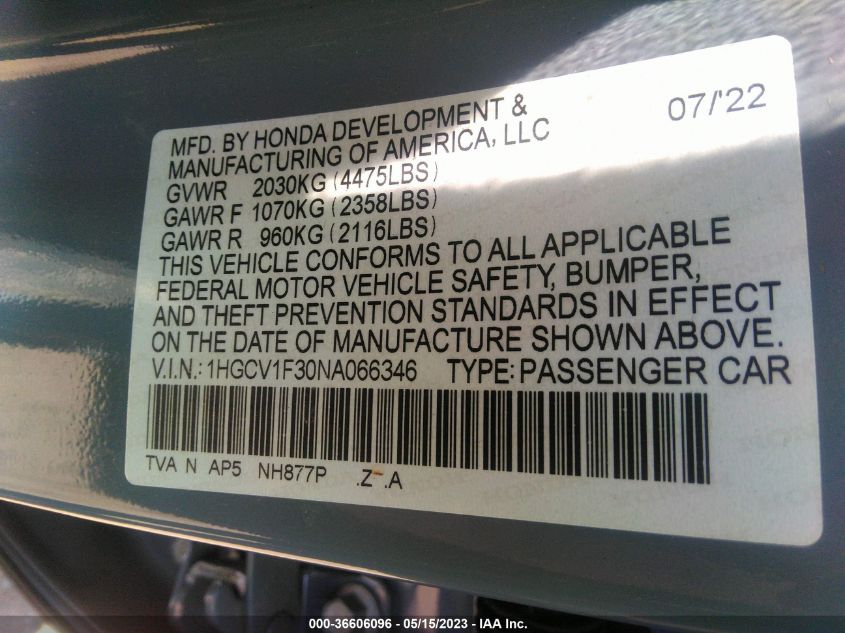 07/'22
MFD. BY HONDA DEVELOPMENT &
MANUFACTURING OF AMERICA, LLC
GVWR 2030KG (4475LBS)
GAWR F 1070KG (2358LBS)
GAWR R 960KG (2116LBS)
THIS VEHICLE CONFORMS TO ALL APPLICABLE
FEDERAL MOTOR VEHICLE SAFETY, BUMPER,
AND THEFT PREVENTION STANDARDS IN EFFECT
ON THE DATE OF MANUFACTURE SHOWN ABOVE.
V.I.N.: 1HGCV1F30NA066346 TYPE: PASSENGER CAR
TVA N AP5 NH877P .Z-.A
000-36606096 - 05/15/2023 - IAA Inc.